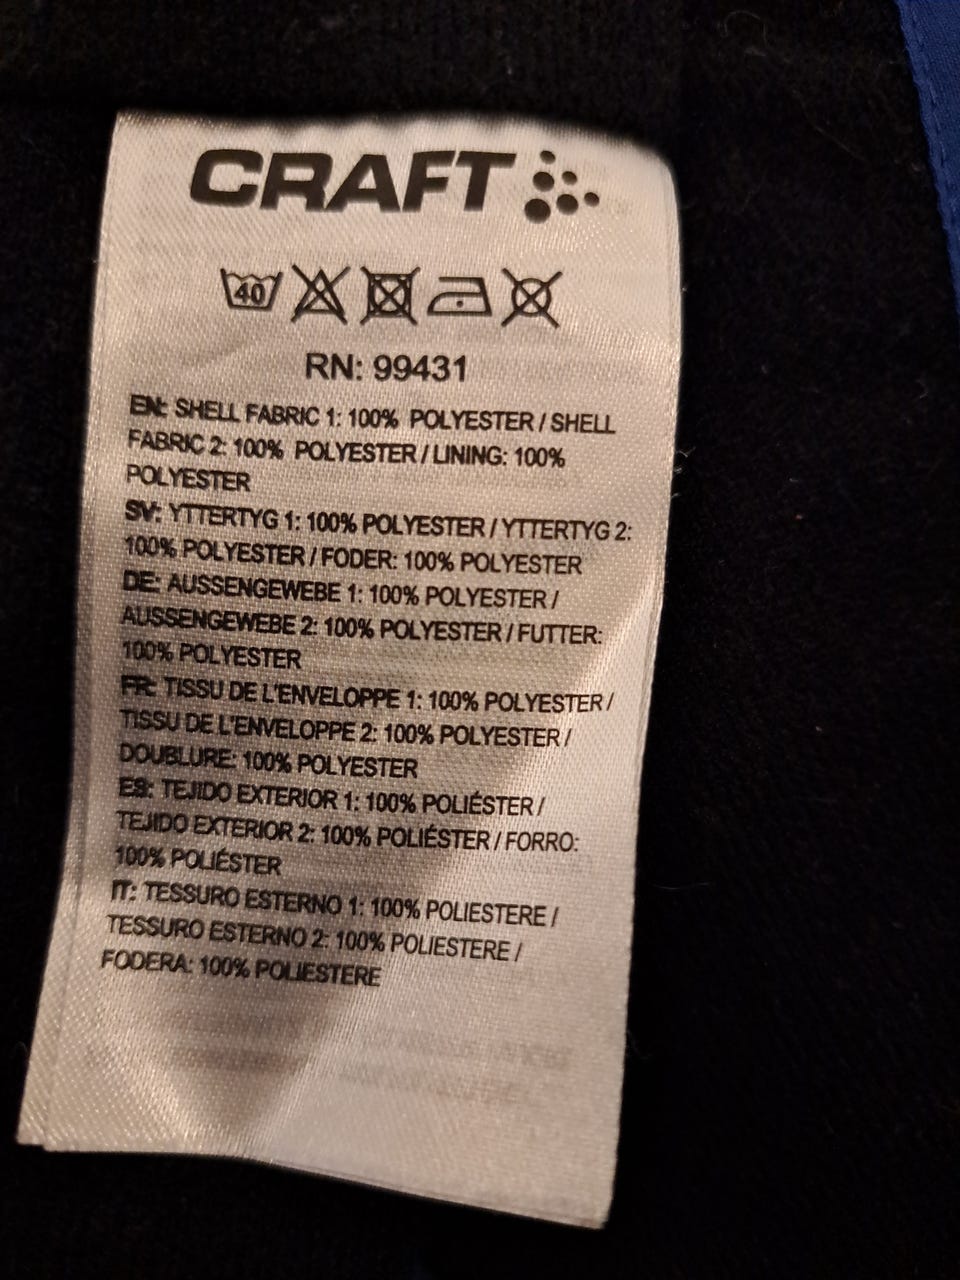 CRAFT
40
RN: 99431
EN: SHELL FABRIC 1: 100% POLYESTER / SHELL
FABRIC 2: 100% POLYESTER / LINING: 100%
POLYESTER
SV: YTTERTYG 1: 100% POLYESTER / YTTERTYG 2:
100% POLYESTER / FODER: 100% POLYESTER
DE: AUSSENGEWEBE 1: 100% POLYESTER /
AUSSENGEWEBE 2: 100% POLYESTER / FUTTER:
100% POLYESTER
FR: TISSU DE L'ENVELOPPE 1: 100% POLYESTER /
TISSU DE L'ENVELOPPE 2: 100% POLYESTER /
DOUBLURE: 100% POLYESTER
ES: TEJIDO EXTERIOR 1: 100% POLIÉSTER /
TEJIDO EXTERIOR 2: 100% POLIÉSTER / FORRO:
100% POLIÉSTER
IT: TESSURO ESTERNO 1: 100% POLIESTERE /
TESSURO ESTERNO 2: 100% POLIESTERE /
FODERA: 100% POLIESTERE